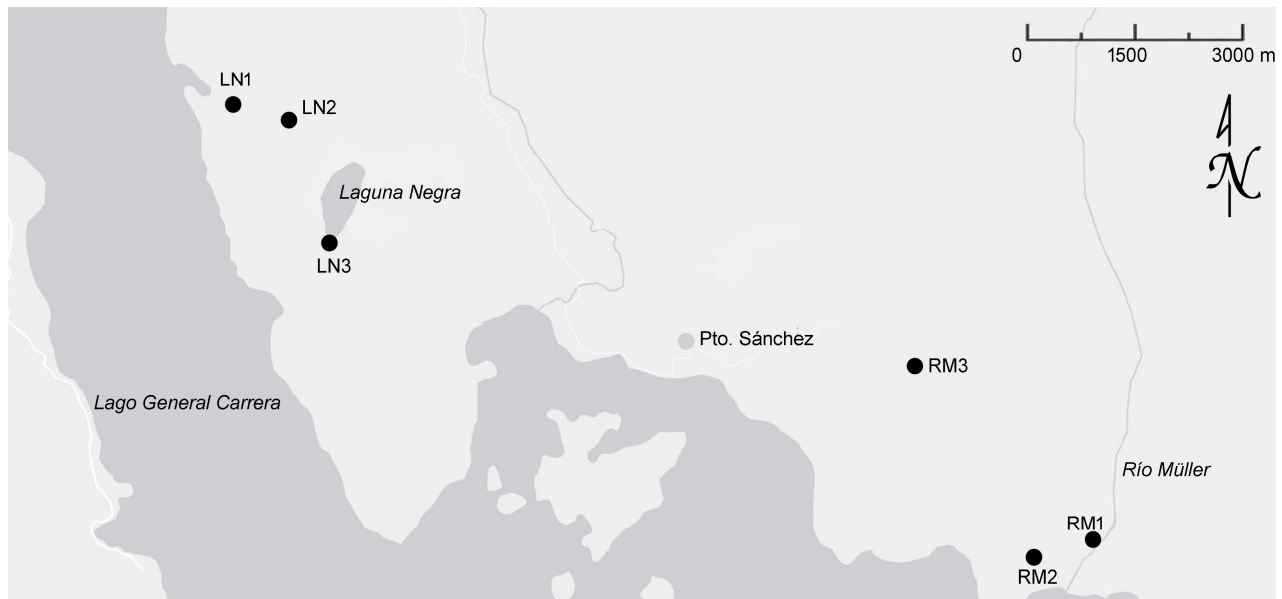 0 1500 3000 m
LN1
LN2
N
Laguna Negra
LN3
Pto. Sánchez
RM3
Lago General Carrera
Río Müller
RM1
RM2